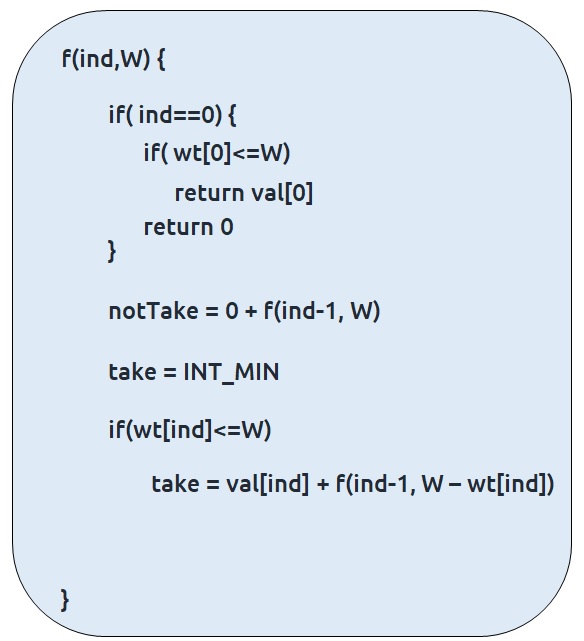 f(ind,W) {
if( ind==0) {
if( wt[0]<=W)
return val[0]
return 0
}
notTake = 0 + f(ind-1, W)
take = INT_MIN
if(wt[ind]<=W)
take = val[ind] + f(ind-1, W – wt[ind])
}